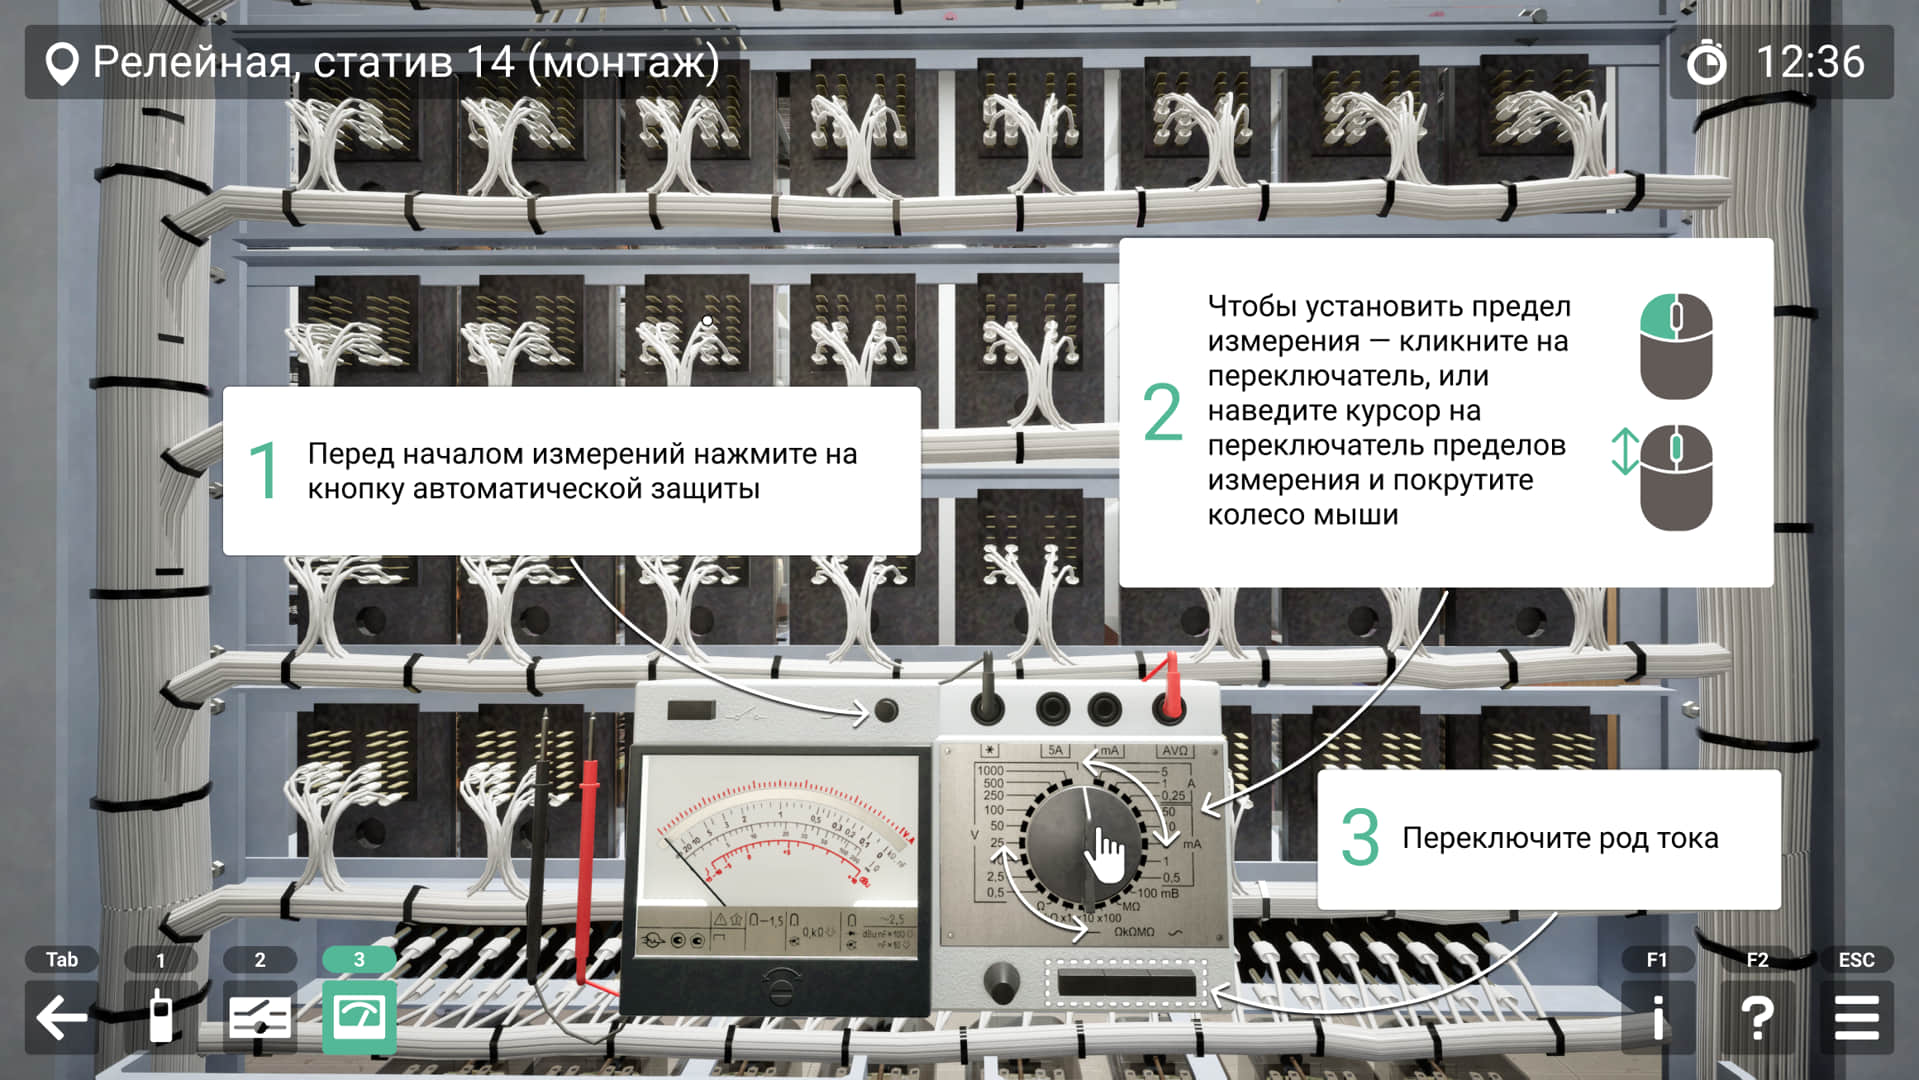 Релейная, статив 14 (монтаж)
12:36
Чтобы установить предел
измерения — кликните на
переключатель, или
наведите курсор на
переключатель пределов
измерения и покрутите
колесо мыши
2
1
Перед началом измерений нажмите на
кнопку автоматической защиты
3
Переключите род тока
5A
mA
AVΩ
1000
500
250
100
50
25
2,5
0,5
V
5
1
A
0,25
50
mA
1
0,5
100 mB
MΩ
ΩkΩMΩ
Tab
1
2
3
F1
F2
ESC